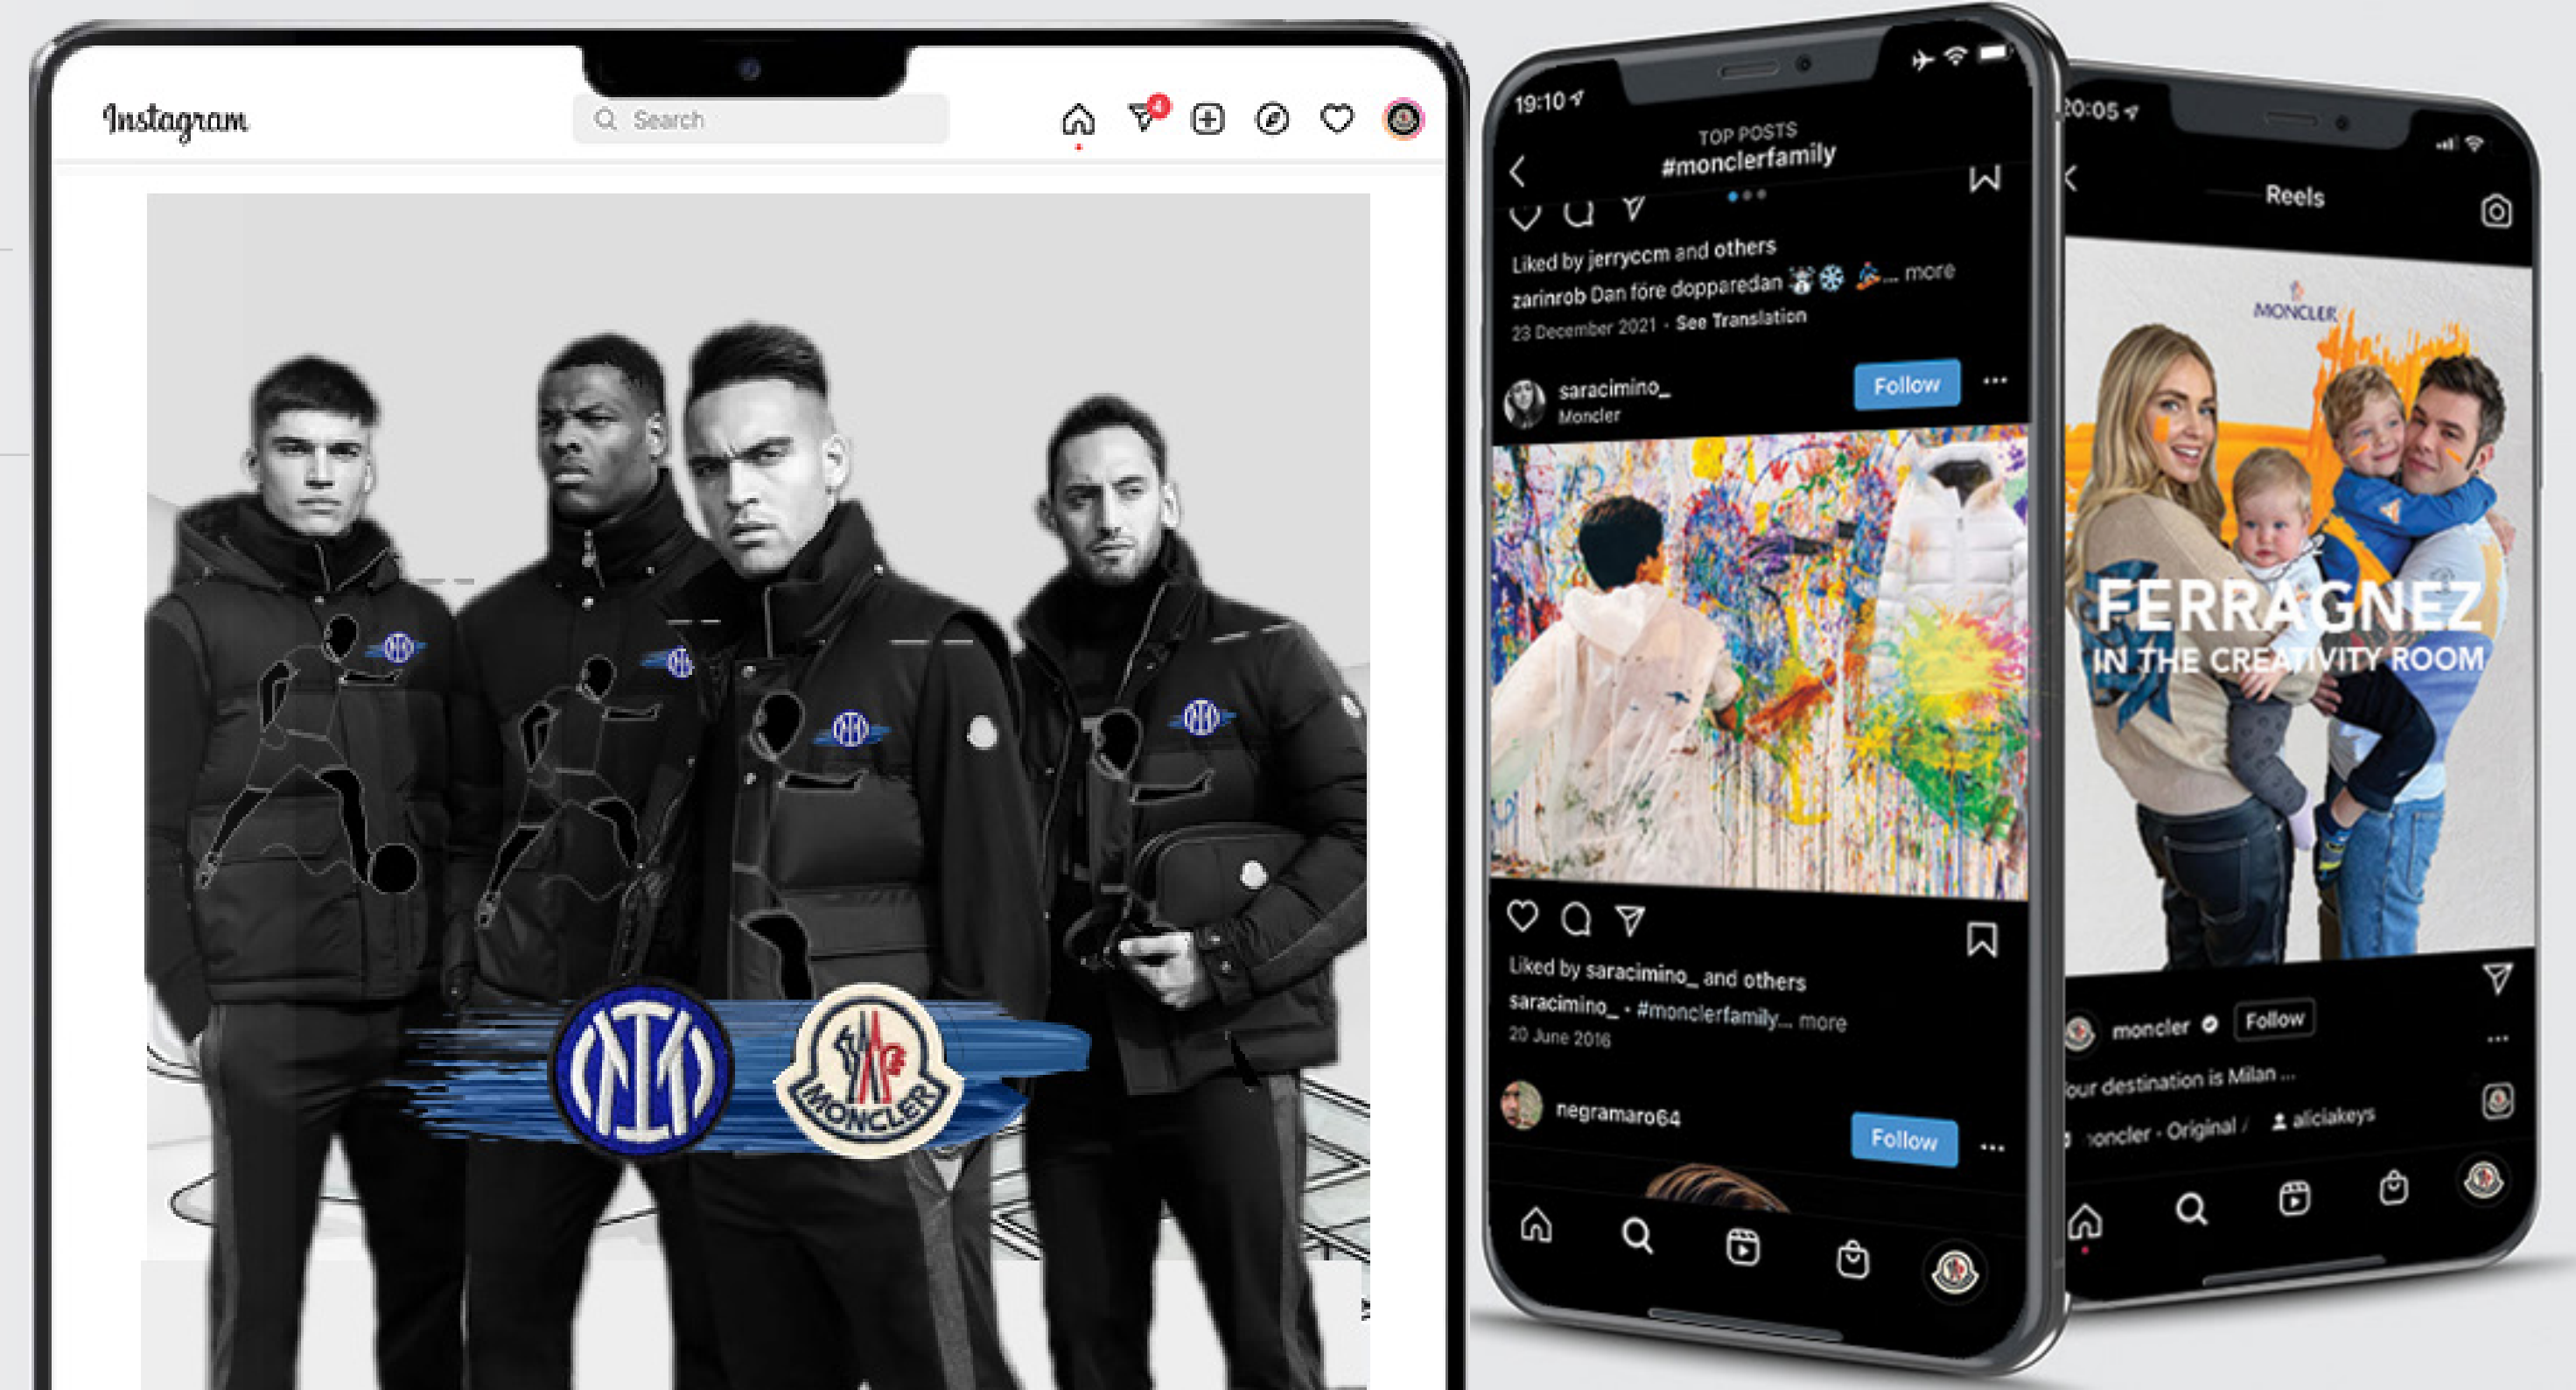 Instagram
Search
4
MONCLER
19:10
TOP POSTS
#monclerfamily
Liked by jerryccm and others
zarinrob Dan före dopparedan ... more
23 December 2021 · See Translation
saracimino_
Moncler
Follow
...
Liked by saracimino_ and others
saracimino_ • #monclerfamily... more
20 June 2016
negramaro64
Follow
...
20:05
Reels
MONCLER
FERRAGNEZ
IN THE CREATIVITY ROOM
moncler
Follow
...
our destination is Milan ...
oncler • Original
aliciakeys